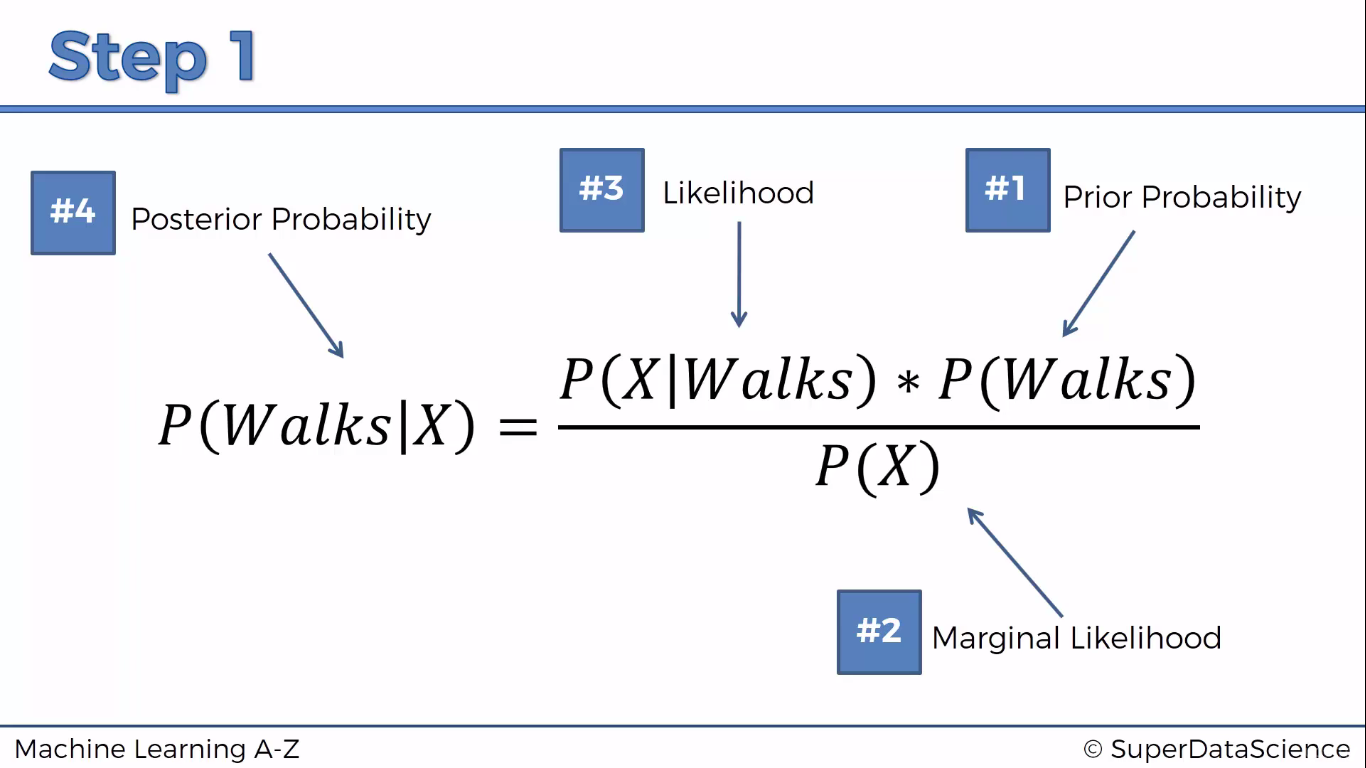 Step 1
#4 Posterior Probability
#3 Likelihood
#1 Prior Probability
P(Walks|X) = P(X|Walks) * P(Walks)
P(X)
#2 Marginal Likelihood
Machine Learning A-Z
© SuperDataScience